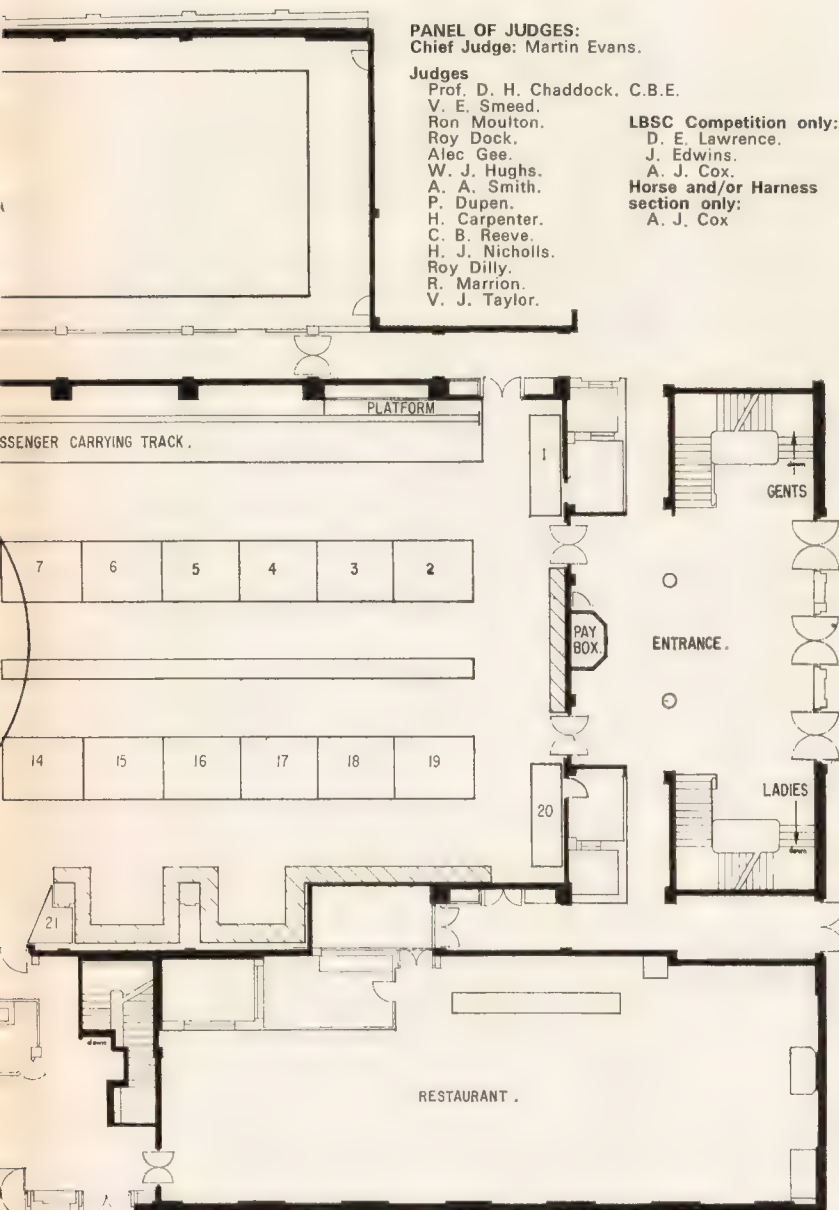 PANEL OF JUDGES:
Chief Judge: Martin Evans.
Judges
Prof. D. H. Chaddock. C.B.E.
V. E. Smeed.
Ron Moulton.
Roy Dock.
Alec Gee.
W. J. Hughs.
A. A. Smith.
P. Dupen.
H. Carpenter.
C. B. Reeve.
H. J. Nicholls.
Roy Dilly.
R. Marrion.
V. J. Taylor.
LBSC Competition only:
D. E. Lawrence.
J. Edwins.
A. J. Cox.
Horse and/or Harness
section only:
A. J. Cox
PLATFORM
SSENGER CARRYING TRACK.
1
down
GENTS
7 6 5 4 3 2
PAY
BOX.
ENTRANCE.
14 15 16 17 18 19
20
LADIES
down
21
down
RESTAURANT.